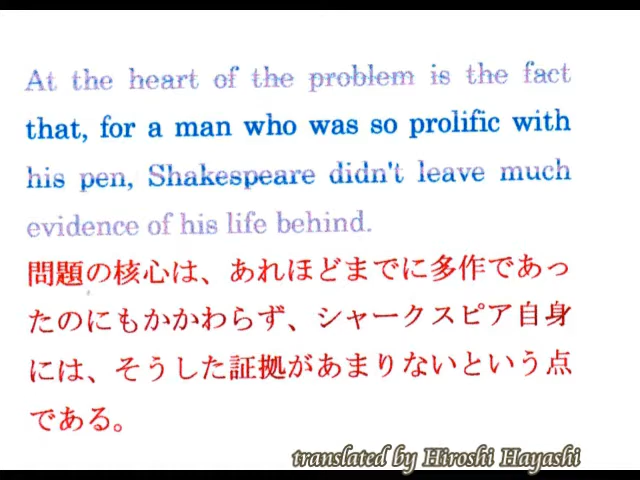 At the heart of the problem is the fact
that, for a man who was so prolific with
his pen, Shakespeare didn't leave much
evidence of his life behind.
問題の核心は、あれほどまでに多作であっ
たのにもかかわらず、シャークスピア自身
には、そうした証拠があまりないという点
である。
translated by Hiroshi Hayashi